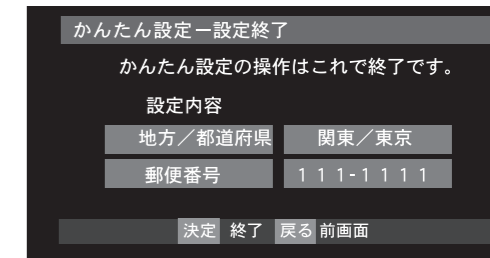 かんたん設定ー設定終了
かんたん設定の操作はこれで終了です。
設定内容
地方／都道府県 関東／東京
郵便番号 １１１-１１１１
決定 終了 戻る 前画面